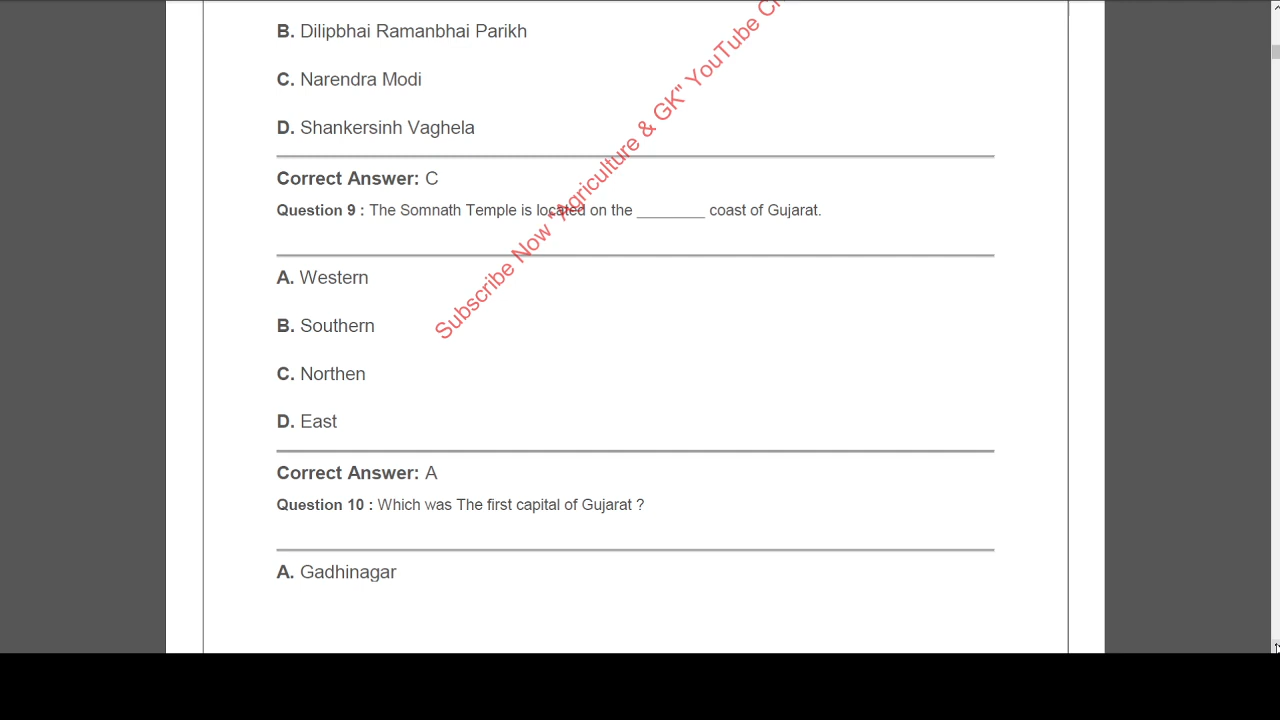 B. Dilipbhai Ramanbhai Parikh
C. Narendra Modi
D. Shankersinh Vaghela
Correct Answer: C
Question 9 : The Somnath Temple is located on the ________ coast of Gujarat.
A. Western
B. Southern
C. Northen
D. East
Correct Answer: A
Question 10 : Which was The first capital of Gujarat ?
A. Gadhinagar
Subscribe Now "Agriculture & GK" YouTube